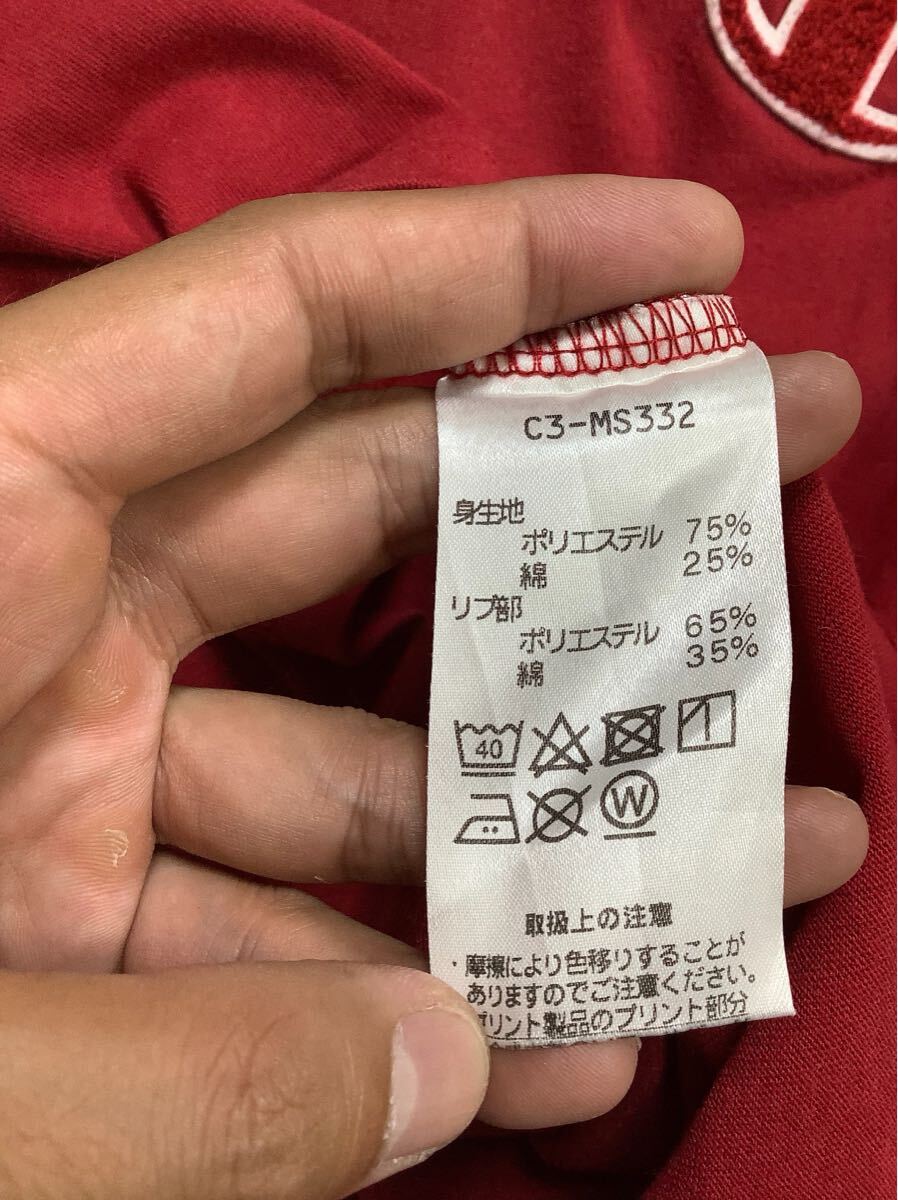 C3-MS332
身生地
ポリエステル 75%
綿 25%
リブ部
ポリエステル 65%
綿 35%
40
W
取扱上の注意
・摩擦により色移りすることが
ありますのでご注意ください。
プリント製品のプリント部分